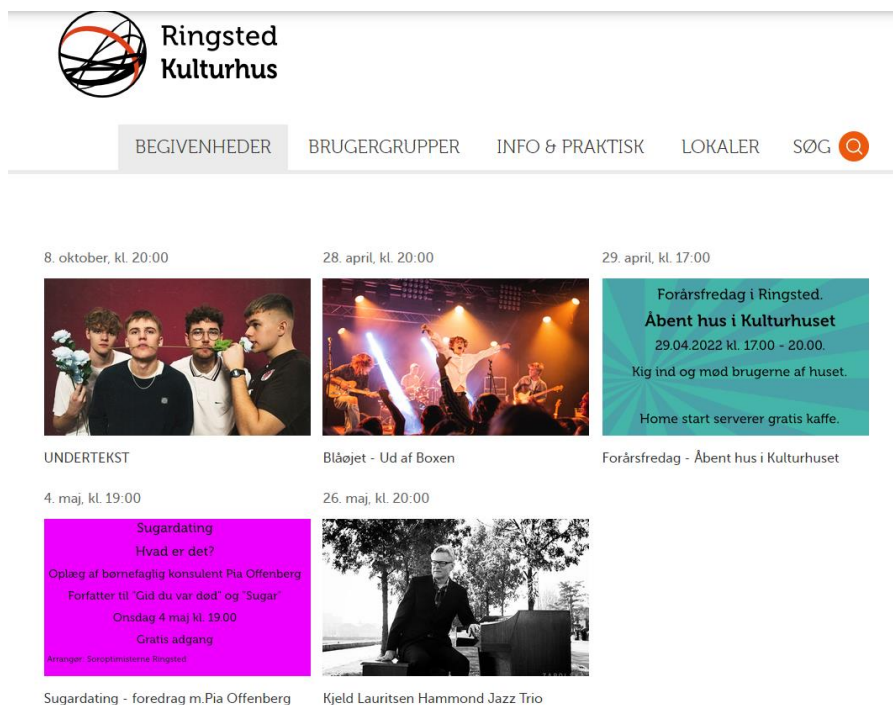 Ringsted
Kulturhus
BEGIVENHEDER BRUGERGRUPPER INFO & PRAKTISK LOKALER SØG
8. oktober, kl. 20:00
UNDERTEKST
28. april, kl. 20:00
Blåøjet - Ud af Boxen
29. april, kl. 17:00
Forårsfredag i Ringsted.
Åbent hus i Kulturhuset
29.04.2022 kl. 17.00 - 20.00.
Kig ind og mød brugerne af huset.
Home start serverer gratis kaffe.
Forårsfredag - Åbent hus i Kulturhuset
4. maj, kl. 19:00
Sugardating
Hvad er det?
Oplæg af børnefaglig konsulent Pia Offenberg
Forfatter til "Gid du var død" og "Sugar"
Onsdag 4 maj kl. 19.00
Gratis adgang
Arrangør: Soroptimisterne Ringsted
Sugardating - foredrag m.Pia Offenberg
26. maj, kl. 20:00
Kjeld Lauritsen Hammond Jazz Trio